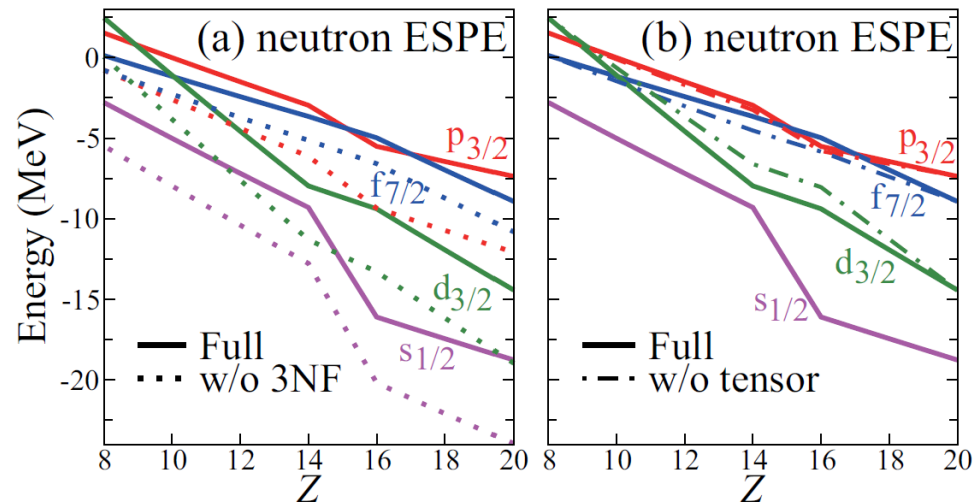 (a) neutron ESPE
(b) neutron ESPE
Energy (MeV)
0
-5
-10
-15
-20
p3/2
f7/2
d3/2
s1/2
Full
w/o 3NF
8 10 12 14 16 18 20
Z
p3/2
f7/2
d3/2
s1/2
Full
w/o tensor
8 10 12 14 16 18 20
Z